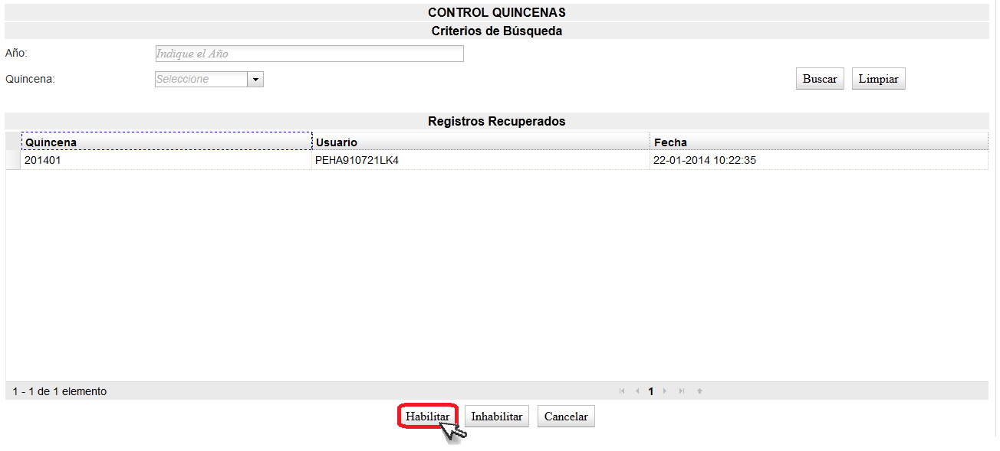 CONTROL QUINCENAS
Criterios de Búsqueda
Año: Indique el Año
Quincena: Seleccione Buscar Limpiar
Registros Recuperados
Quincena Usuario Fecha
201401 PEHA910721LK4 22-01-2014 10:22:35
1 - 1 de 1 elemento 1
Habilitar Inhabilitar Cancelar